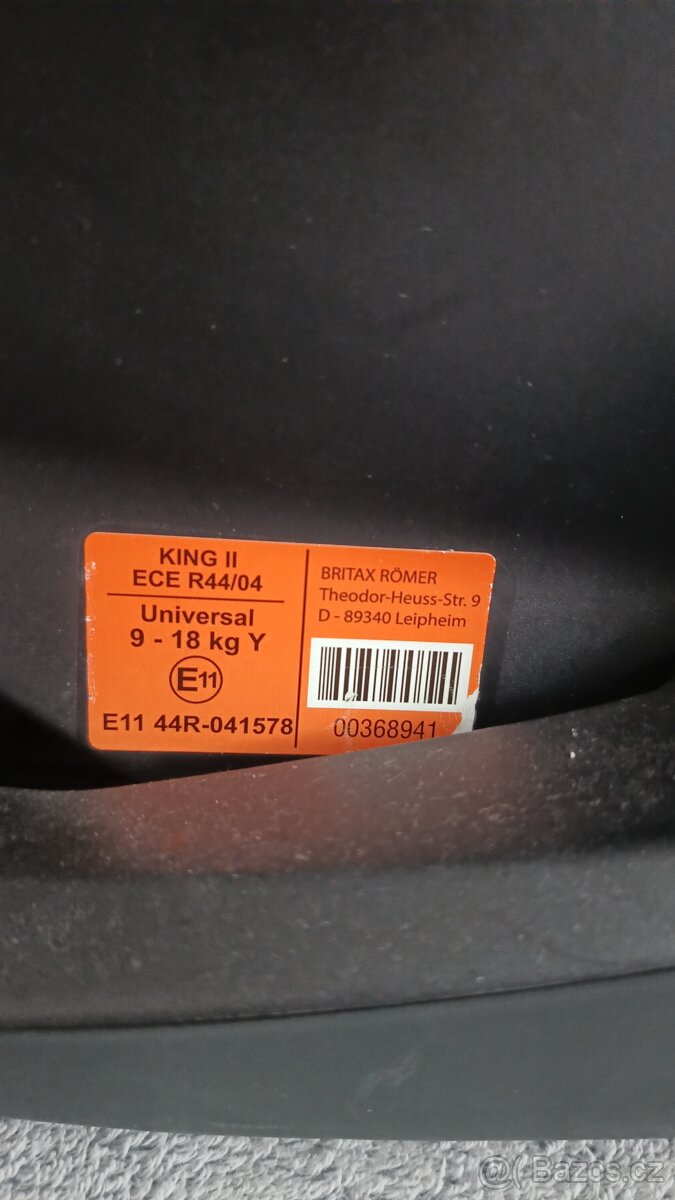 KING II
ECE R44/04
Universal
9 - 18 kg Y
E11
E11 44R-041578
BRITAX RÖMER
Theodor-Heuss-Str. 9
D - 89340 Leipheim
00368941
Bazos.cz